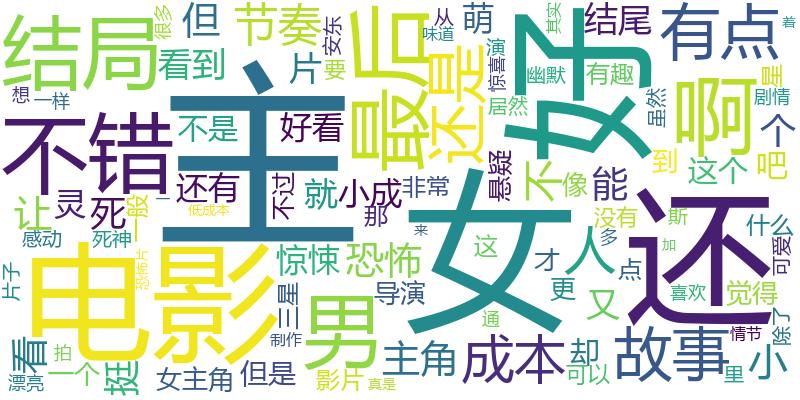 结局
但
节奏
最后
从
萌
结尾
有点
着
很多
安东
味道
演
其实
看到
片
要
还是
惊喜
好
幽默
有趣
虽然
啊
星
剧情
想
一样
主
居然
不错
不是
好看
悬疑
不
像
能
到
这个
个
吧
让
灵
死
还有
不过
就
小成
那
非常
女
还
没有
斯
什么
一般
一
低成本
感动
死神
恐怖片
电影
惊悚
恐怖
这
来
才
人
多
加
可爱
片子
导演
更
点
喜欢
觉得
三星
男
通
又
除了
制作
情节
看
拍
挺
主角
成本
却
故事
里
小
漂亮
一个
女主角
但是
影片
真是
可以